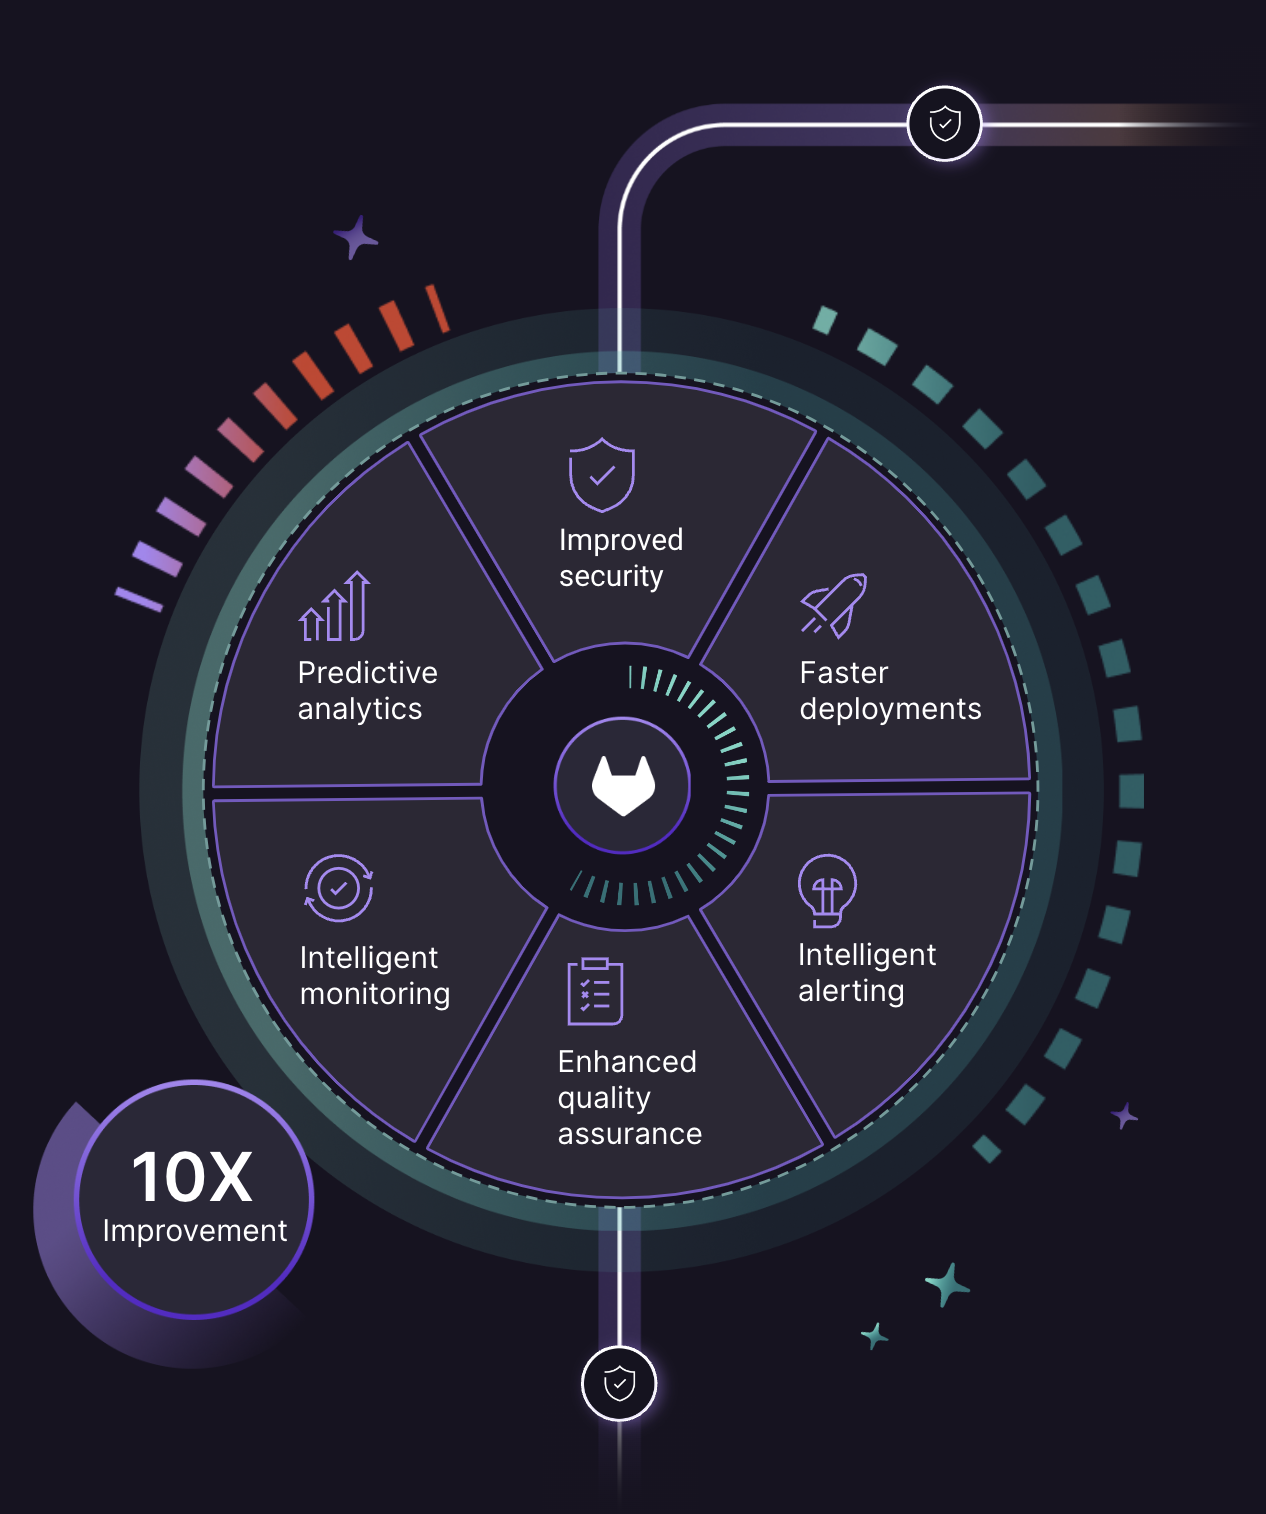 Improved
security
Predictive
analytics
Faster
deployments
Intelligent
monitoring
Intelligent
alerting
Enhanced
quality
assurance
10X
Improvement